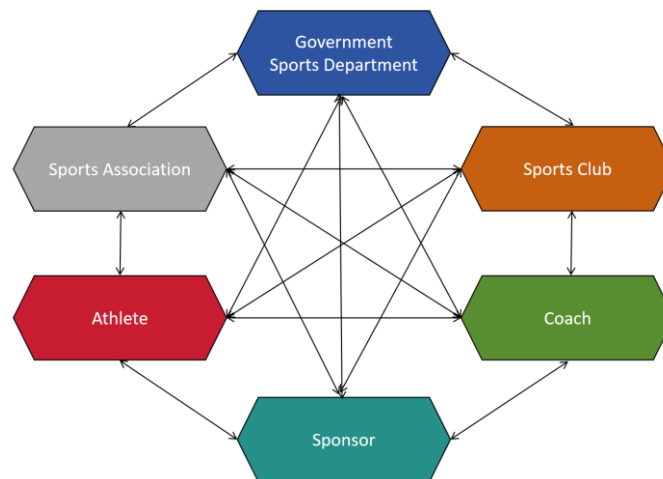 Government
Sports Department
Sports Association
Sports Club
Athlete
Coach
Sponsor